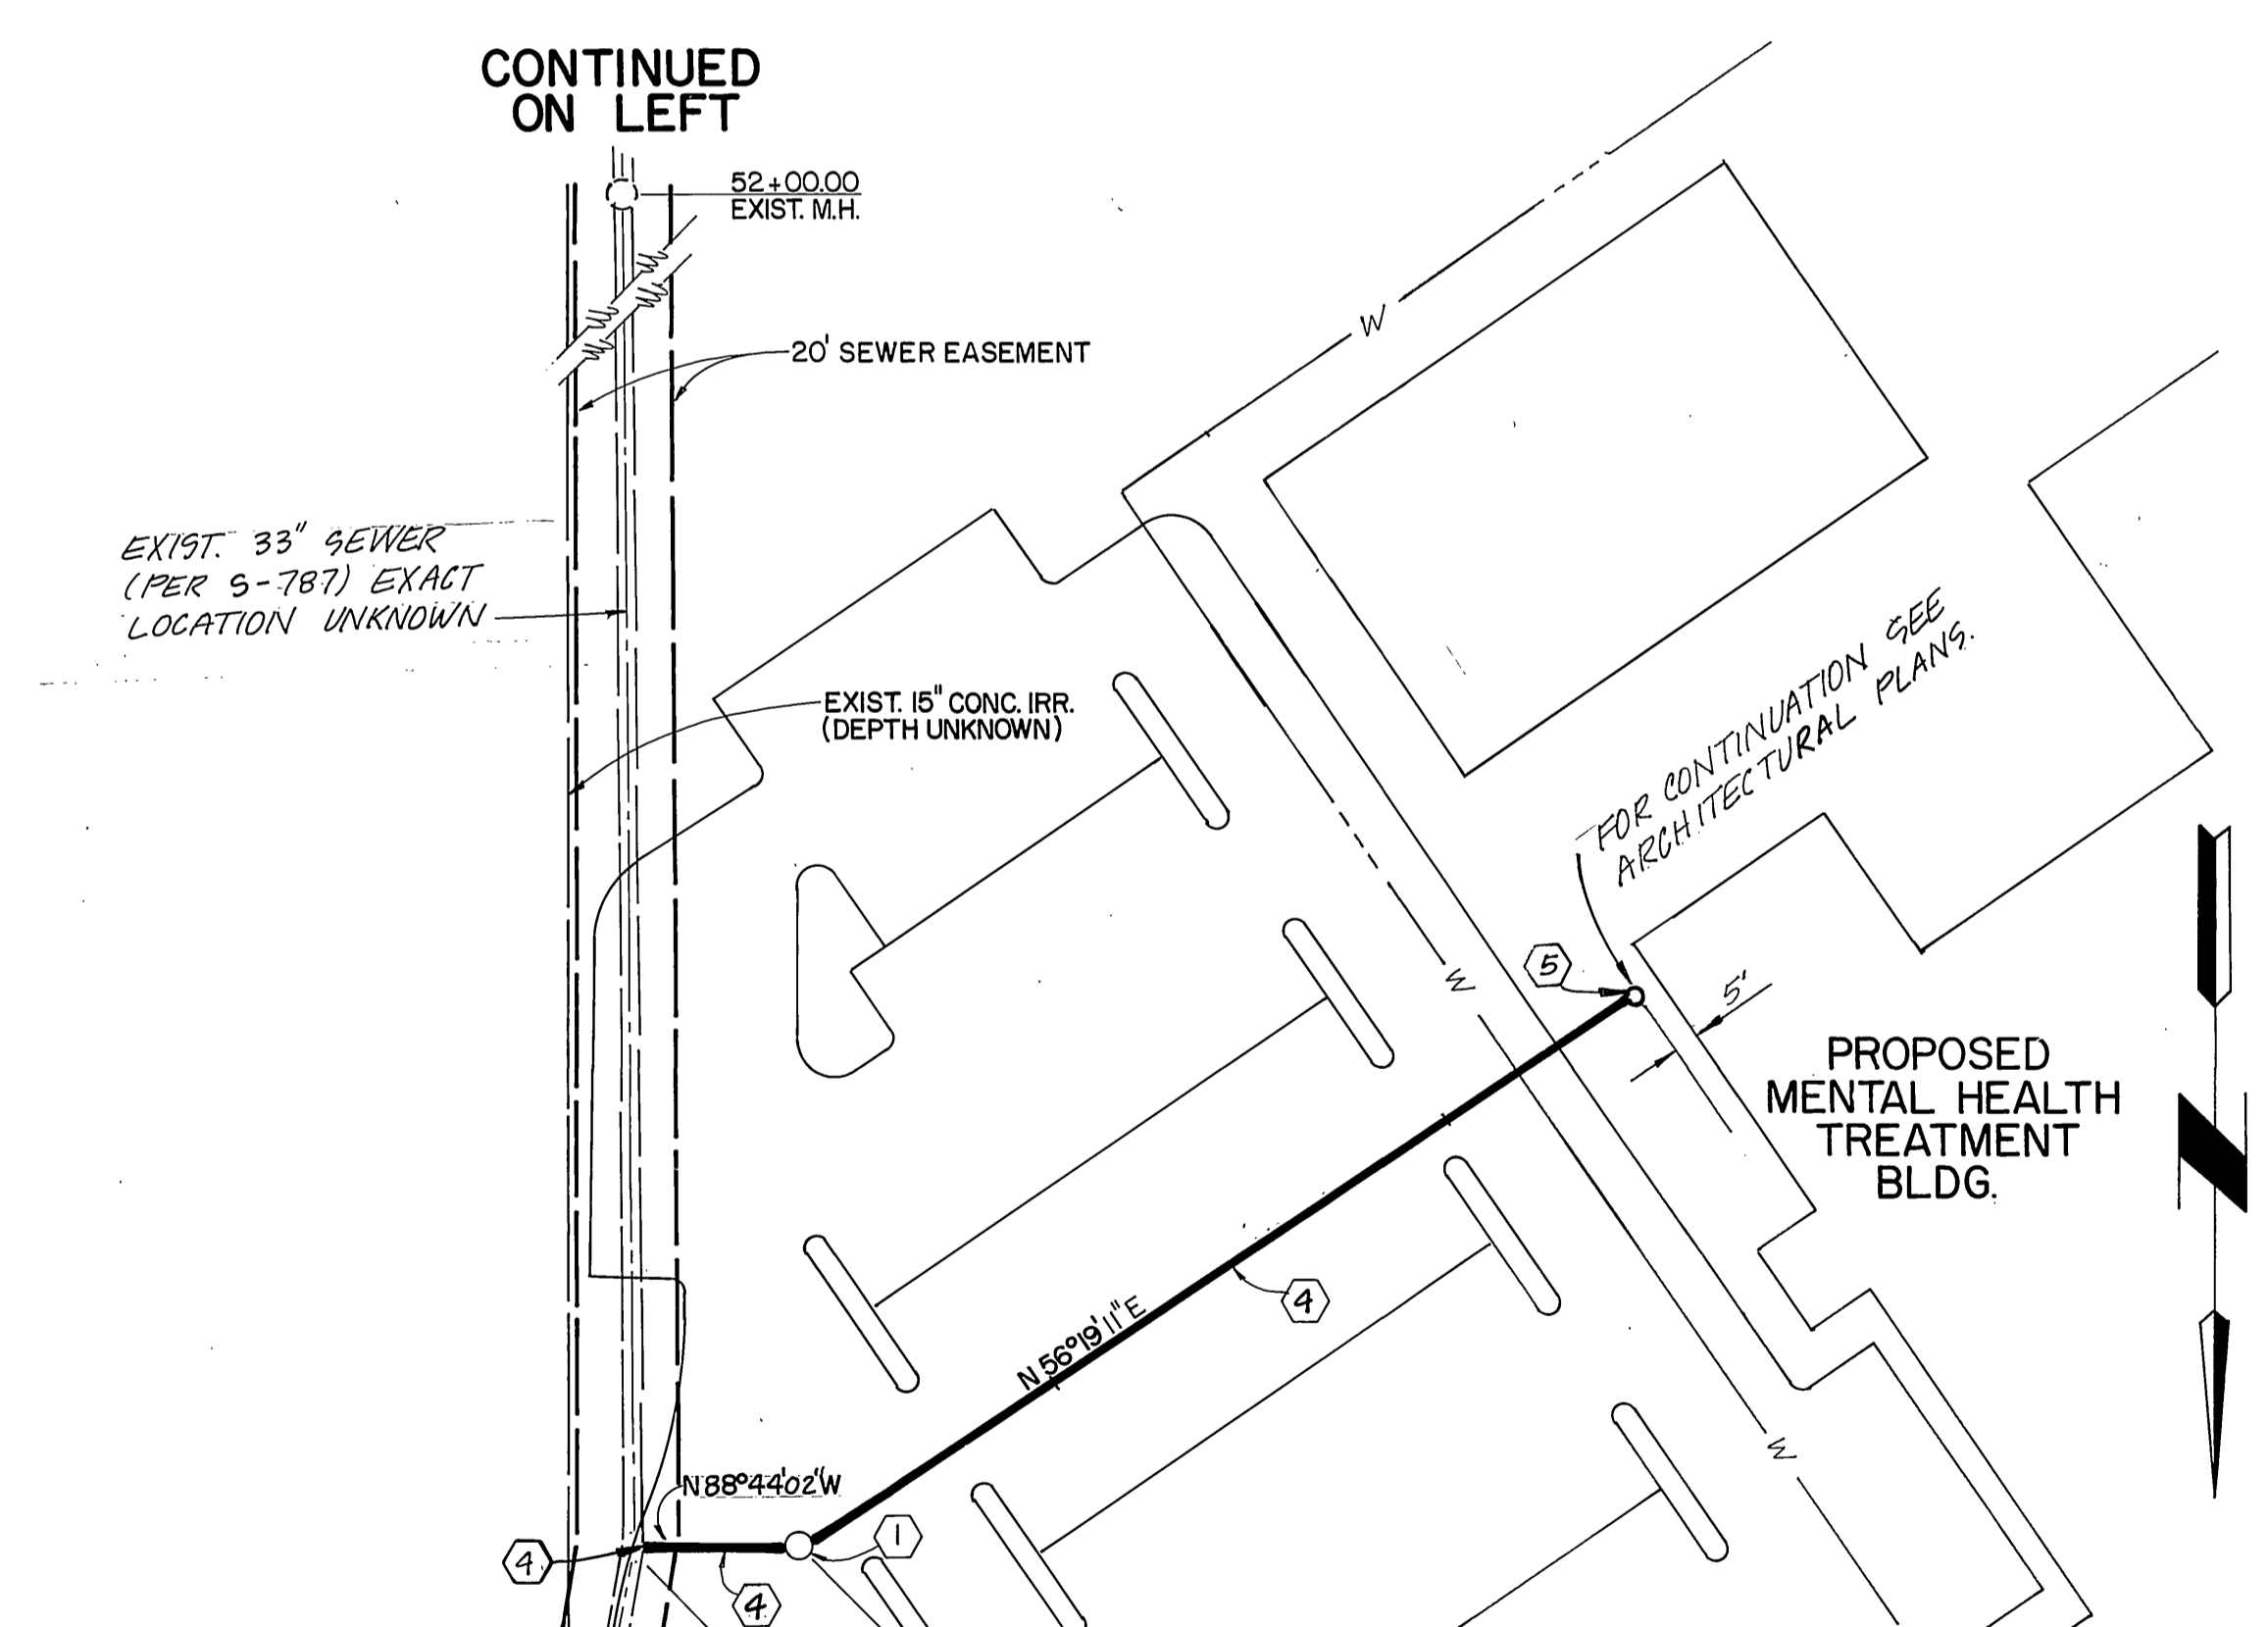 CONTINUED
ON LEFT
52+00.00
EXIST. M.H.
20' SEWER EASEMENT
W
EXIST. 33" SEWER
(PER S-787) EXACT
LOCATION UNKNOWN
EXIST. 15" CONC. IRR.
(DEPTH UNKNOWN)
FOR CONTINUATION SEE
ARCHITECTURAL PLANS.
W
5
5'
PROPOSED
MENTAL HEALTH
TREATMENT
BLDG.
N
4
N 56°19'11" E
W
N 88°44'02" W
1
4
4